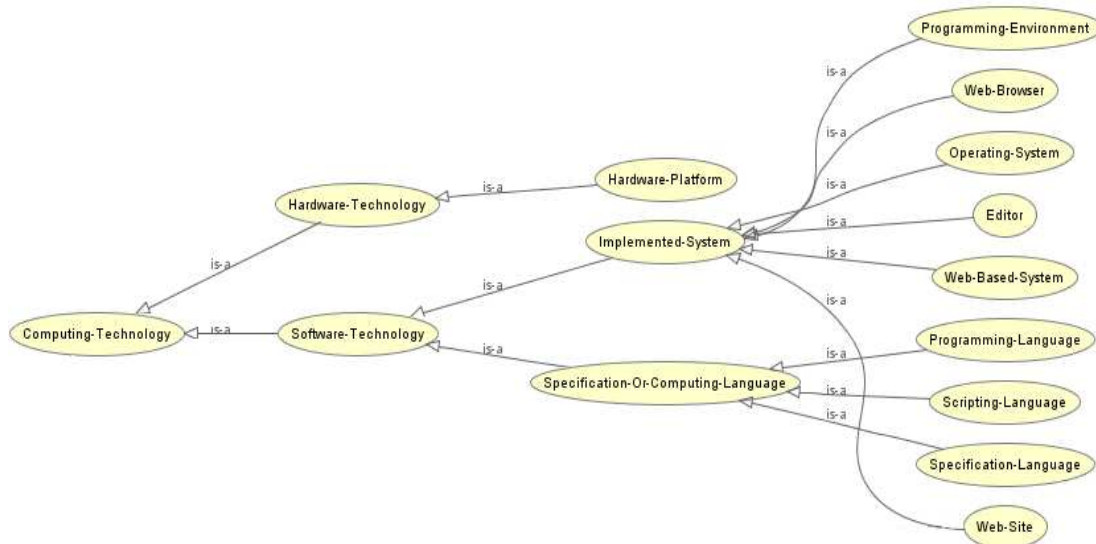 Programming-Environment
is-a
Web-Browser
is-a
Operating-System
is-a
Hardware-Platform
is-a
Hardware-Technology
Editor
is-a
Implemented-System
is-a
Web-Based-System
is-a
is-a
is-a
Computing-Technology
is-a
Software-Technology
Programming-Language
is-a
is-a
Specification-Or-Computing-Language
is-a
Scripting-Language
is-a
Specification-Language
Web-Site